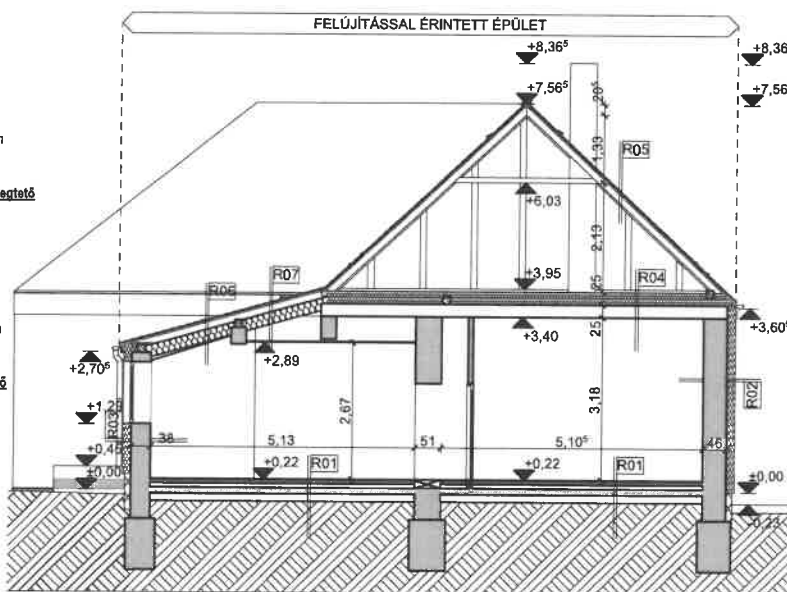 FELÚJÍTÁSSAL ÉRINTETT ÉPÜLET
+8,36⁵
+8,36
+7,56⁵
+7,56
20⁵
1,33
R05
egtető
+6,03
2,13
+3,95
25
R04
R07
R06
25
+3,40
+3,60⁵
+2,70⁵
+2,89
R02
2,67
3,18
R03
38
5,13
51
5,10⁵
46
+0,45
±0,00
+0,22
R01
+0,22
R01
±0,00
-0,23